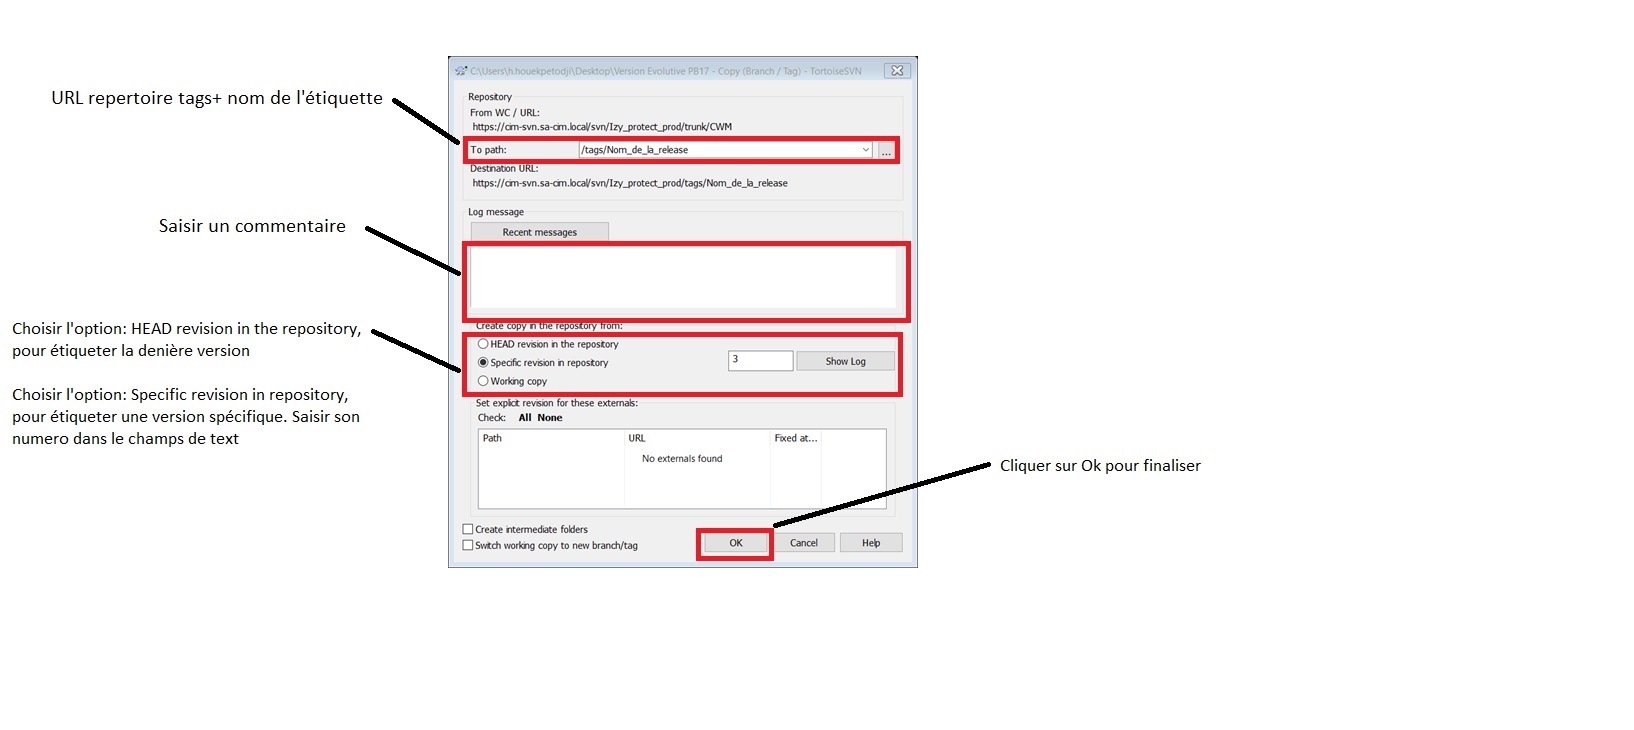 C:\Users\h.houekpetodji\Desktop\Version Evolutive PB17 - Copy (Branch / Tag) - TortoiseSVN
URL repertoire tags+ nom de l'étiquette
Repository
From WC / URL:
https://cim-svn.sa-cim.local/svn/Izy_protect_prod/trunk/CWM
To path:
/tags/Nom_de_la_release
...
Destination URL:
https://cim-svn.sa-cim.local/svn/Izy_protect_prod/tags/Nom_de_la_release
Saisir un commentaire
Log message
Recent messages
Choisir l'option: HEAD revision in the repository,
pour étiqueter la denière version
Choisir l'option: Specific revision in repository,
pour étiqueter une version spécifique. Saisir son
numero dans le champs de text
Create copy in the repository from:
HEAD revision in the repository
Specific revision in repository
3
Show Log
Working copy
Set explicit revision for these externals:
Check: All None
Path URL Fixed at...
No externals found
Cliquer sur Ok pour finaliser
Create intermediate folders
Switch working copy to new branch/tag
OK Cancel Help